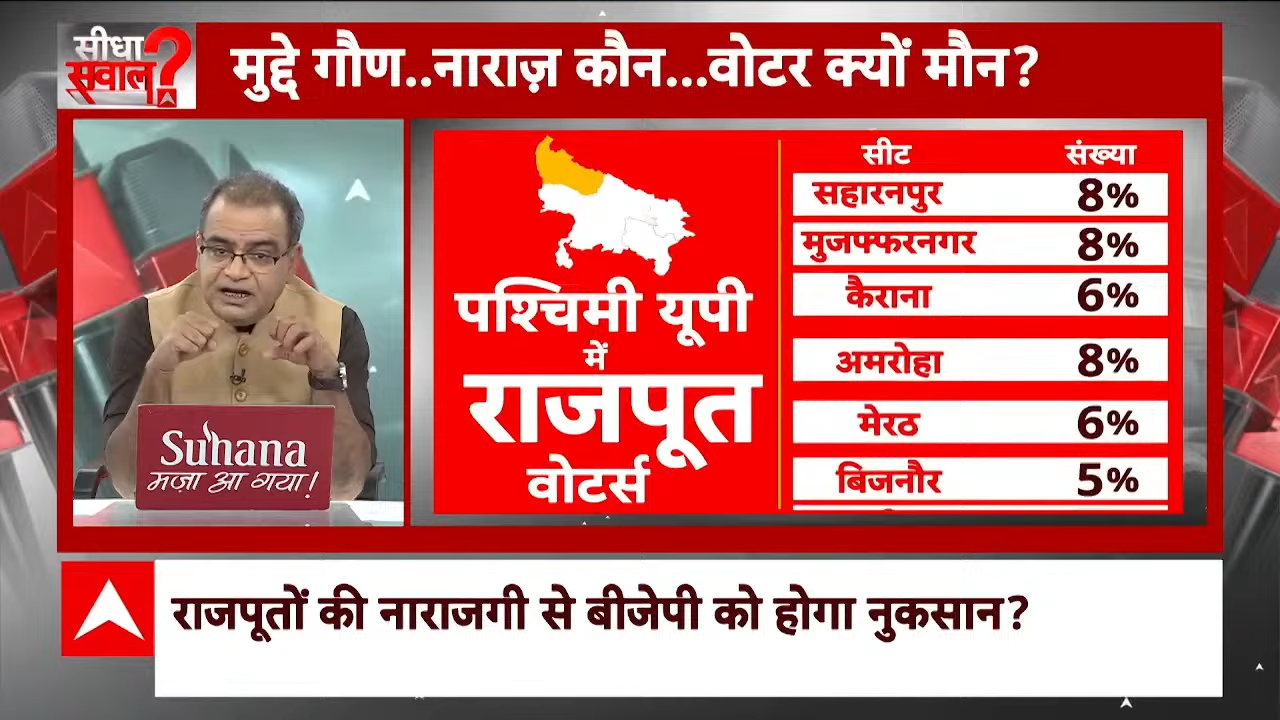 सीधा
सवाल?
मुद्दे गौण..नाराज़ कौन...वोटर क्यों मौन?
पश्चिमी यूपी
में
राजपूत
वोटर्स
सीट संख्या
सहारनपुर 8%
मुजफ्फरनगर 8%
कैराना 6%
अमरोहा 8%
मेरठ 6%
बिजनौर 5%
Suhana
मज़ा आ गया!
राजपूतों की नाराजगी से बीजेपी को होगा नुकसान?